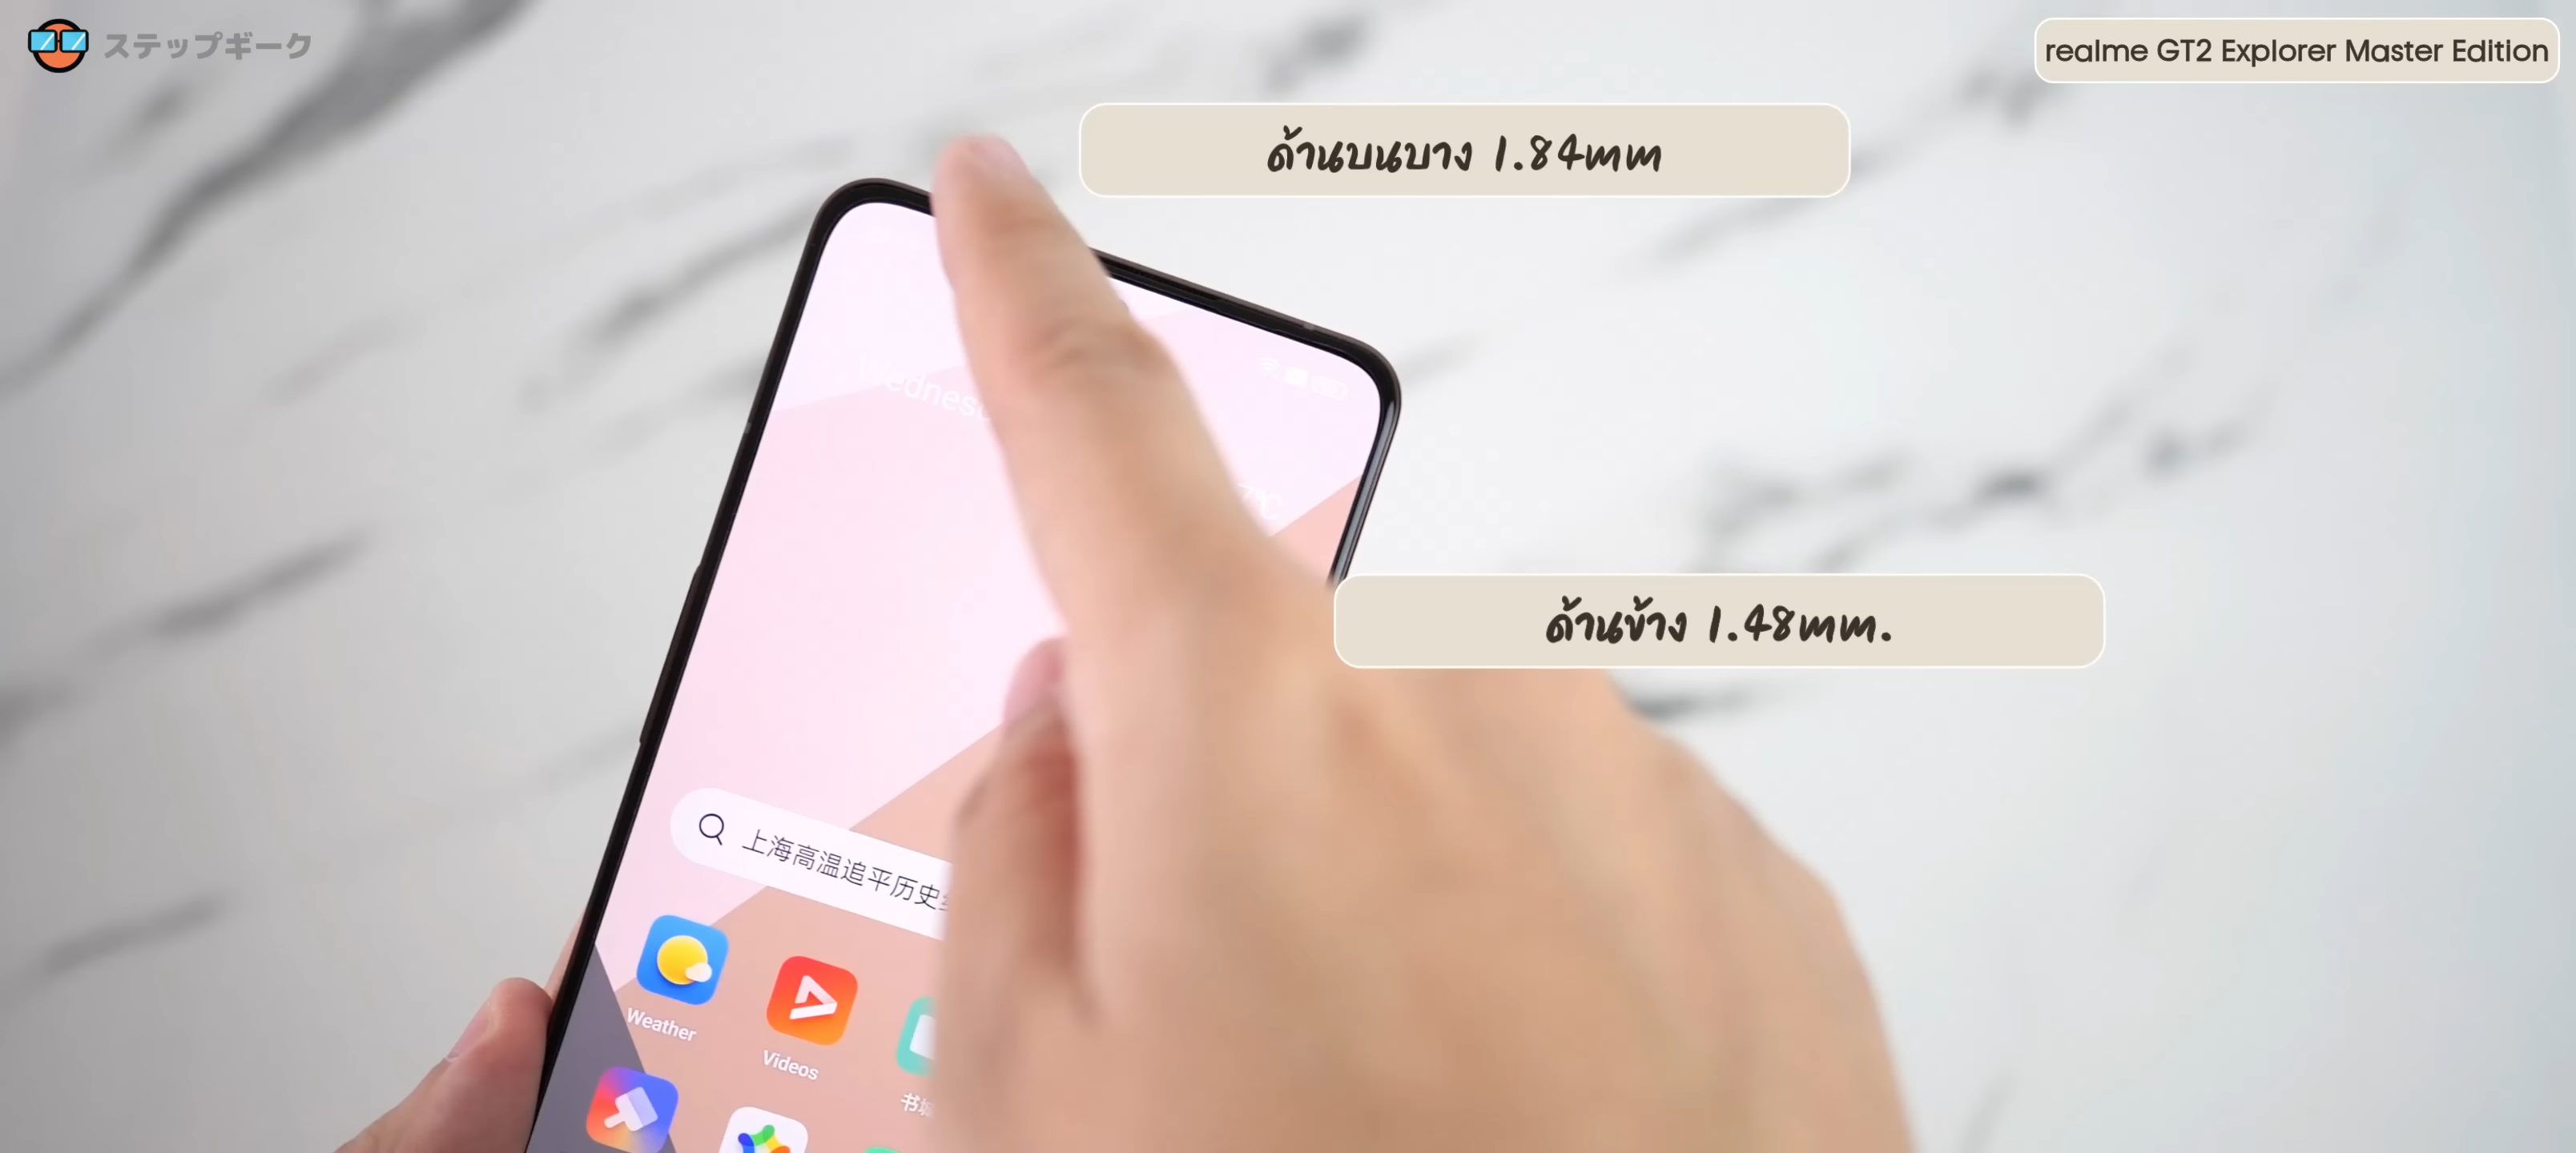 ステップギーク
realme GT2 Explorer Master Edition
ด้านบนบาง 1.84mm
ด้านข้าง 1.48mm.
°C
上海高温追平历史
Weather
Videos
书城